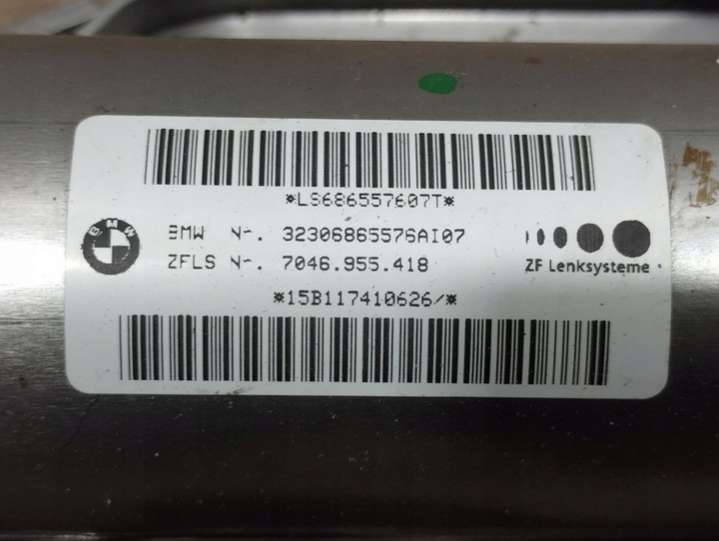 *LS686557607T*
BMW
BMW Nr. 32306865576AI07
ZFLS Nr. 7046.955.418
ZF Lenksysteme
*15B117410626/*